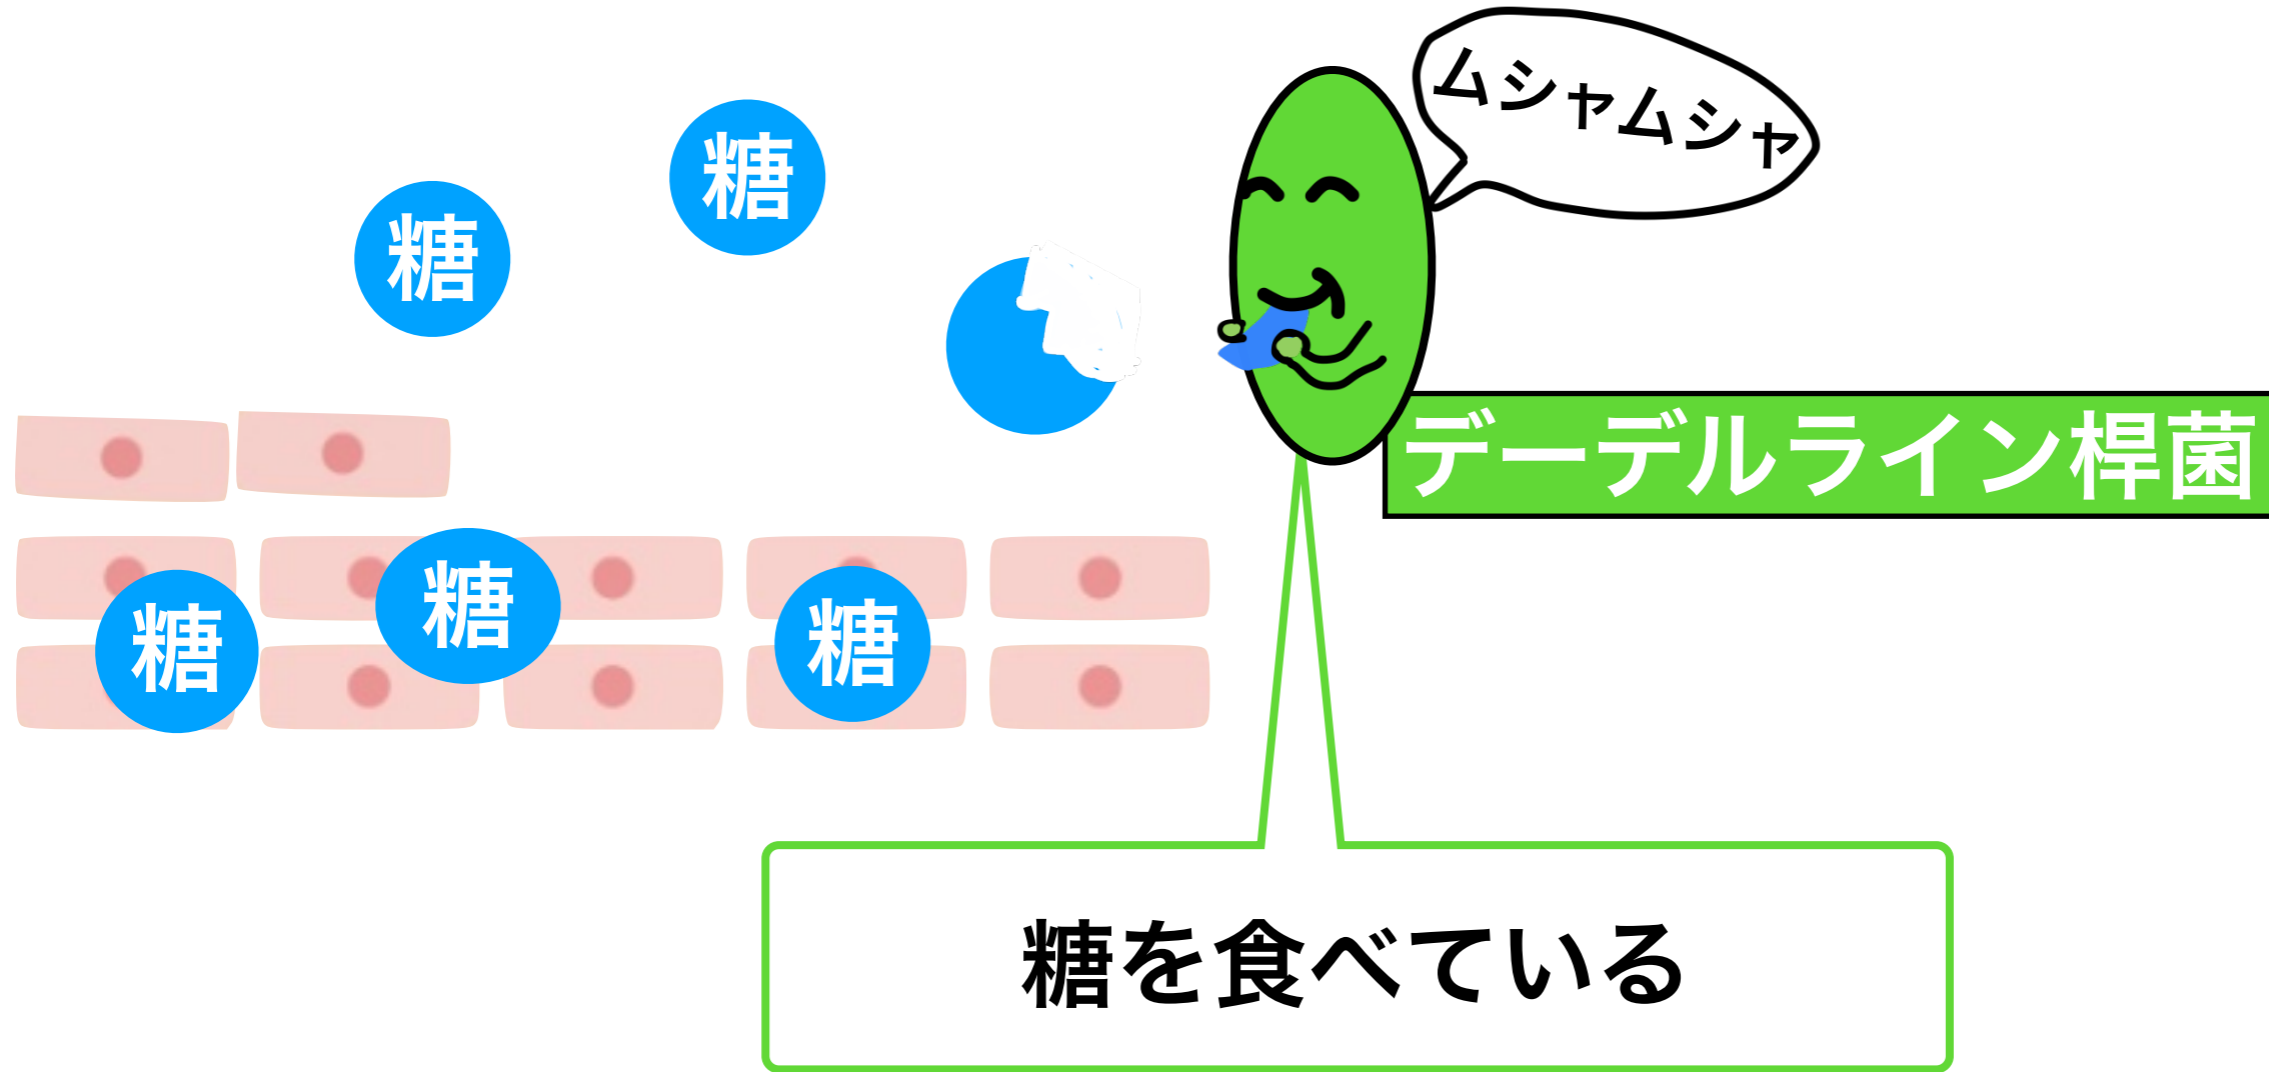 ムシャムシャ
糖
糖
デーデルライン桿菌
糖
糖
糖
糖を食べている